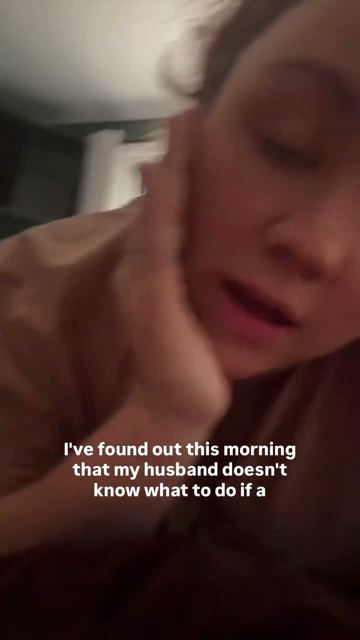 I've found out this morning
that my husband doesn't
know what to do if a